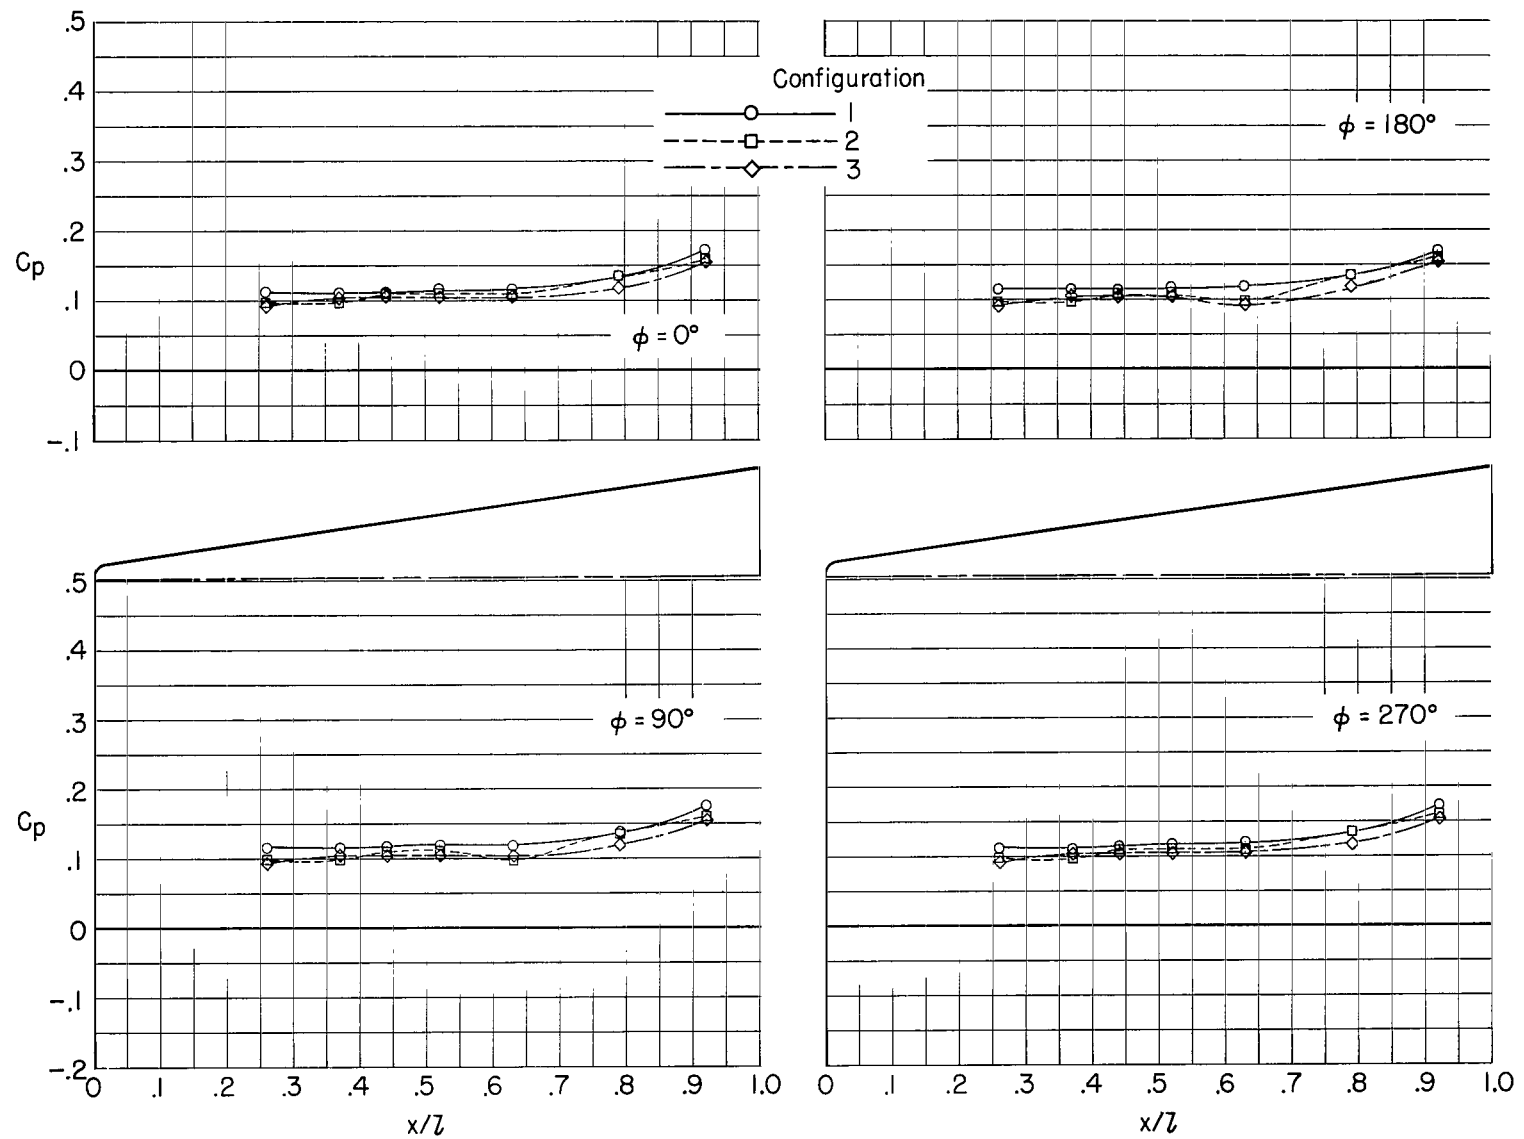 .5
.4
.3
.2
.1
0
-.1
Cp
Configuration
1
2
3
ϕ = 0°
ϕ = 180°
.5
.4
.3
.2
.1
0
-.1
-.2
Cp
ϕ = 90°
ϕ = 270°
0 .1 .2 .3 .4 .5 .6 .7 .8 .9 1.0
x/l
0 .1 .2 .3 .4 .5 .6 .7 .8 .9 1.0
x/l